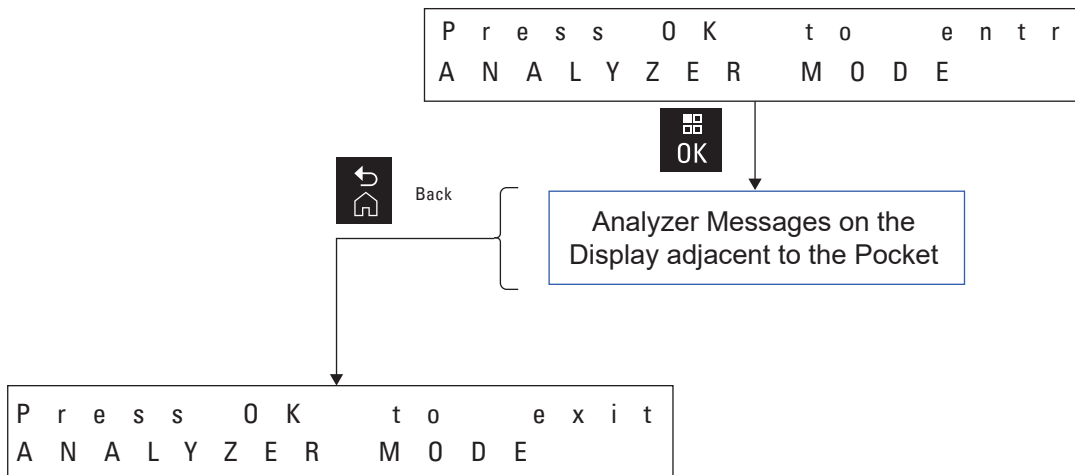 Press OK to entr
ANALYZER MODE
OK
Back
Analyzer Messages on the
Display adjacent to the Pocket
Press OK to exit
ANALYZER MODE